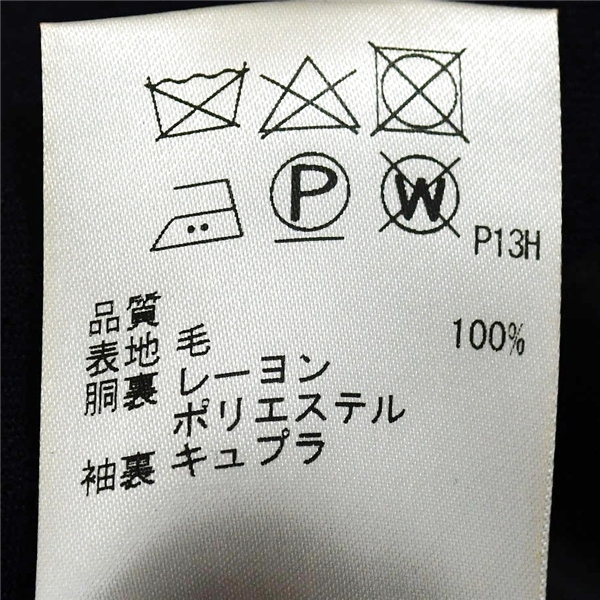 P W P13H
品質
表地 毛 100%
胴裏 レーヨン
ポリエステル
袖裏 キュプラ